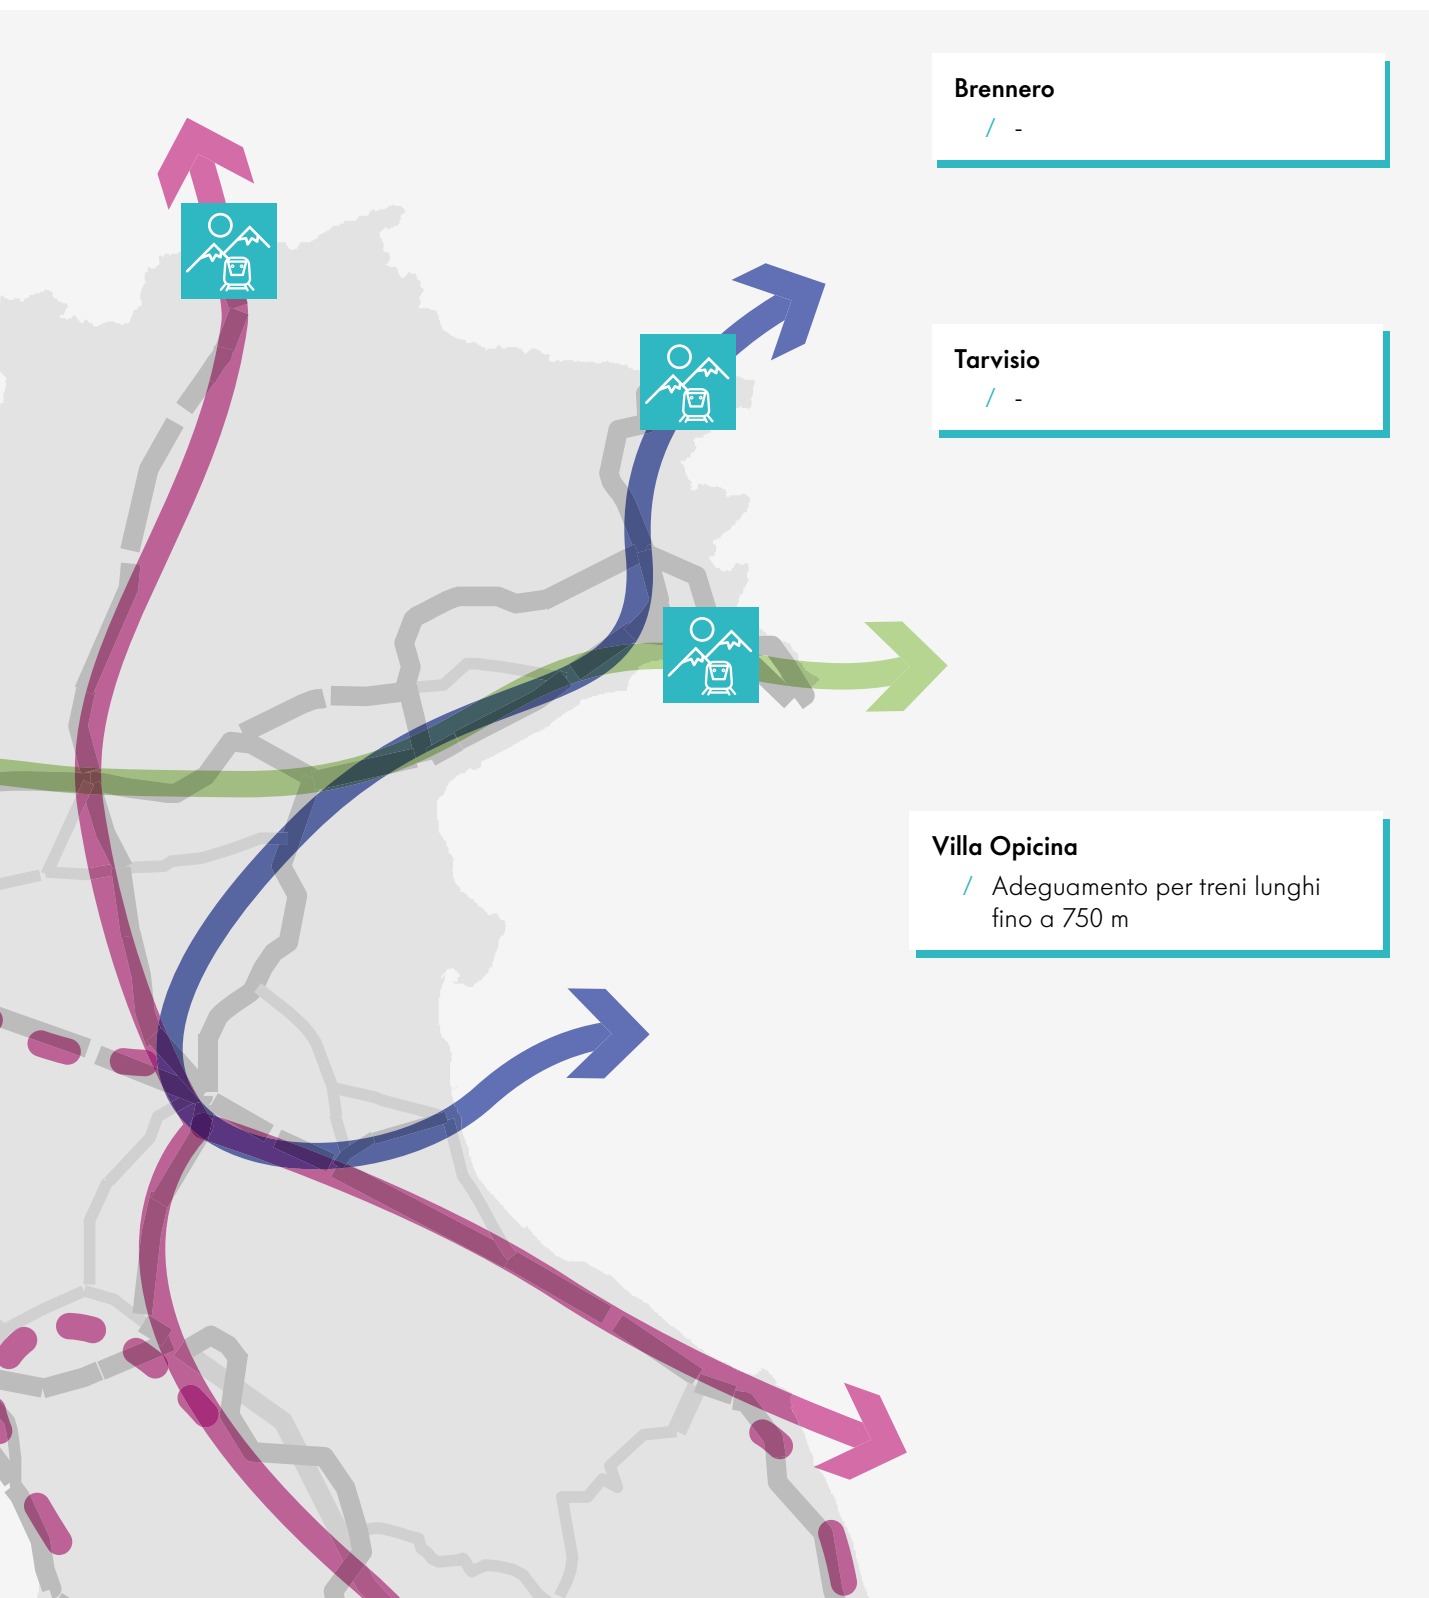 Brennero
/ -
Tarvisio
/ -
Villa Opicina
/ Adeguamento per treni lunghi
fino a 750 m